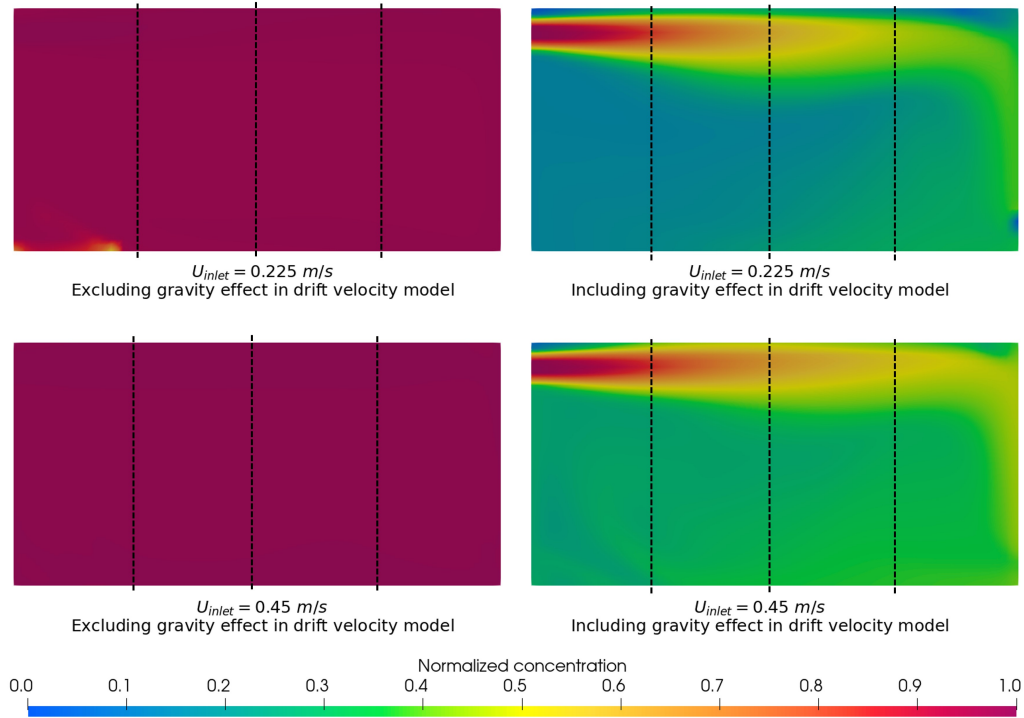 U_inlet = 0.225 m/s
Excluding gravity effect in drift velocity model
U_inlet = 0.225 m/s
Including gravity effect in drift velocity model
U_inlet = 0.45 m/s
Excluding gravity effect in drift velocity model
U_inlet = 0.45 m/s
Including gravity effect in drift velocity model
Normalized concentration
0.0 0.1 0.2 0.3 0.4 0.5 0.6 0.7 0.8 0.9 1.0